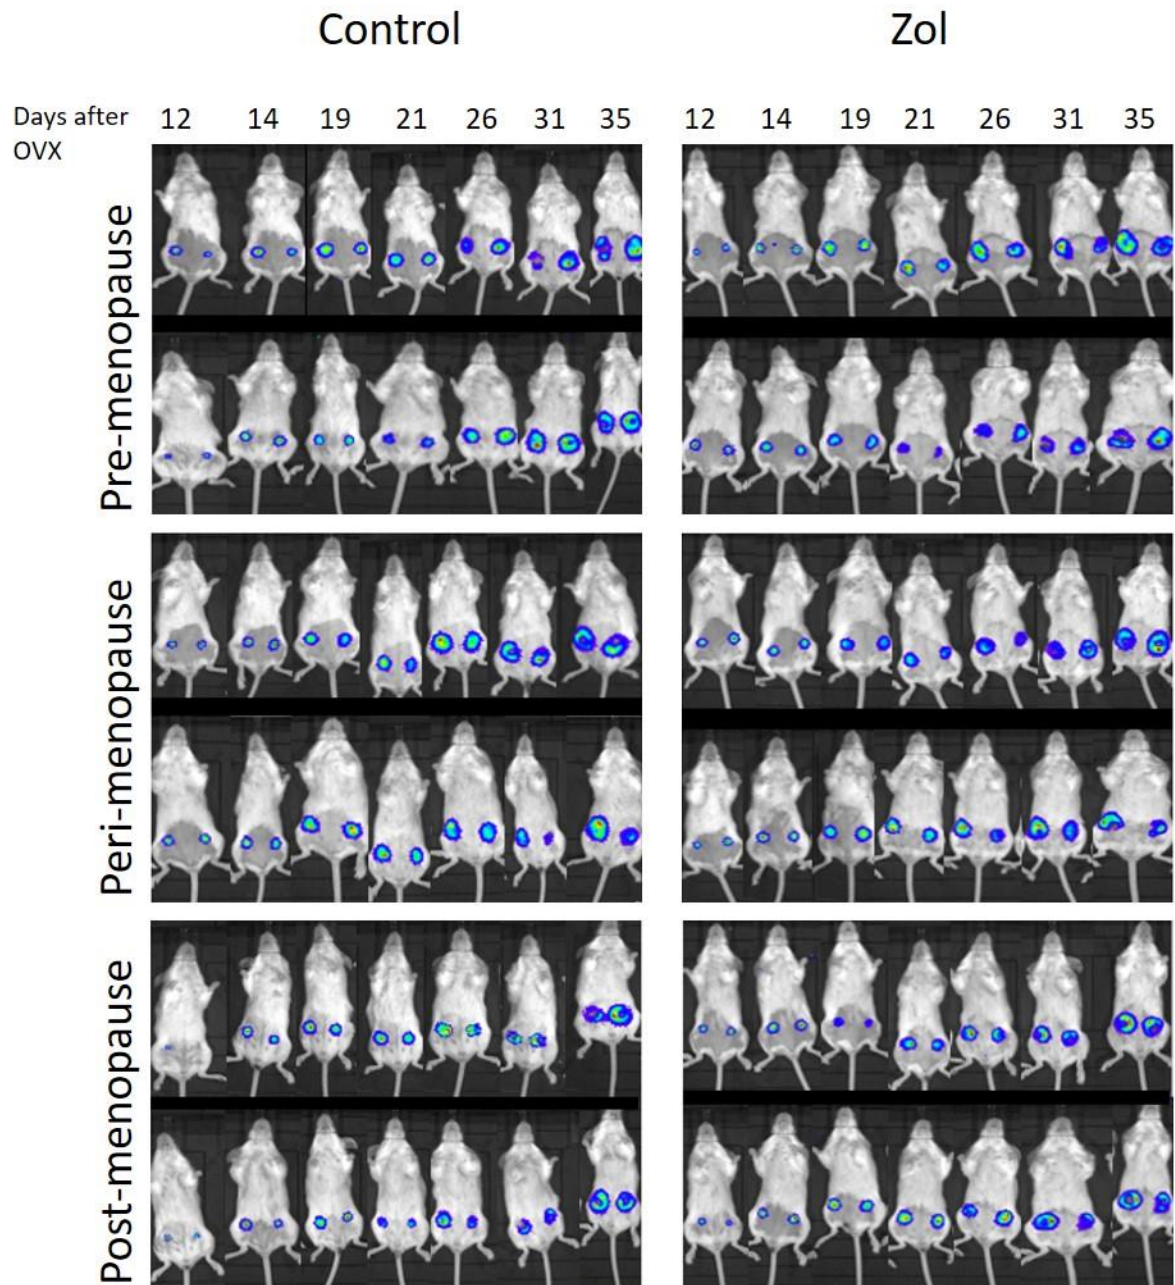 Control Zol
Days after 12 14 19 21 26 31 35 12 14 19 21 26 31 35
OVX
Pre-menopause
Peri-menopause
Post-menopause